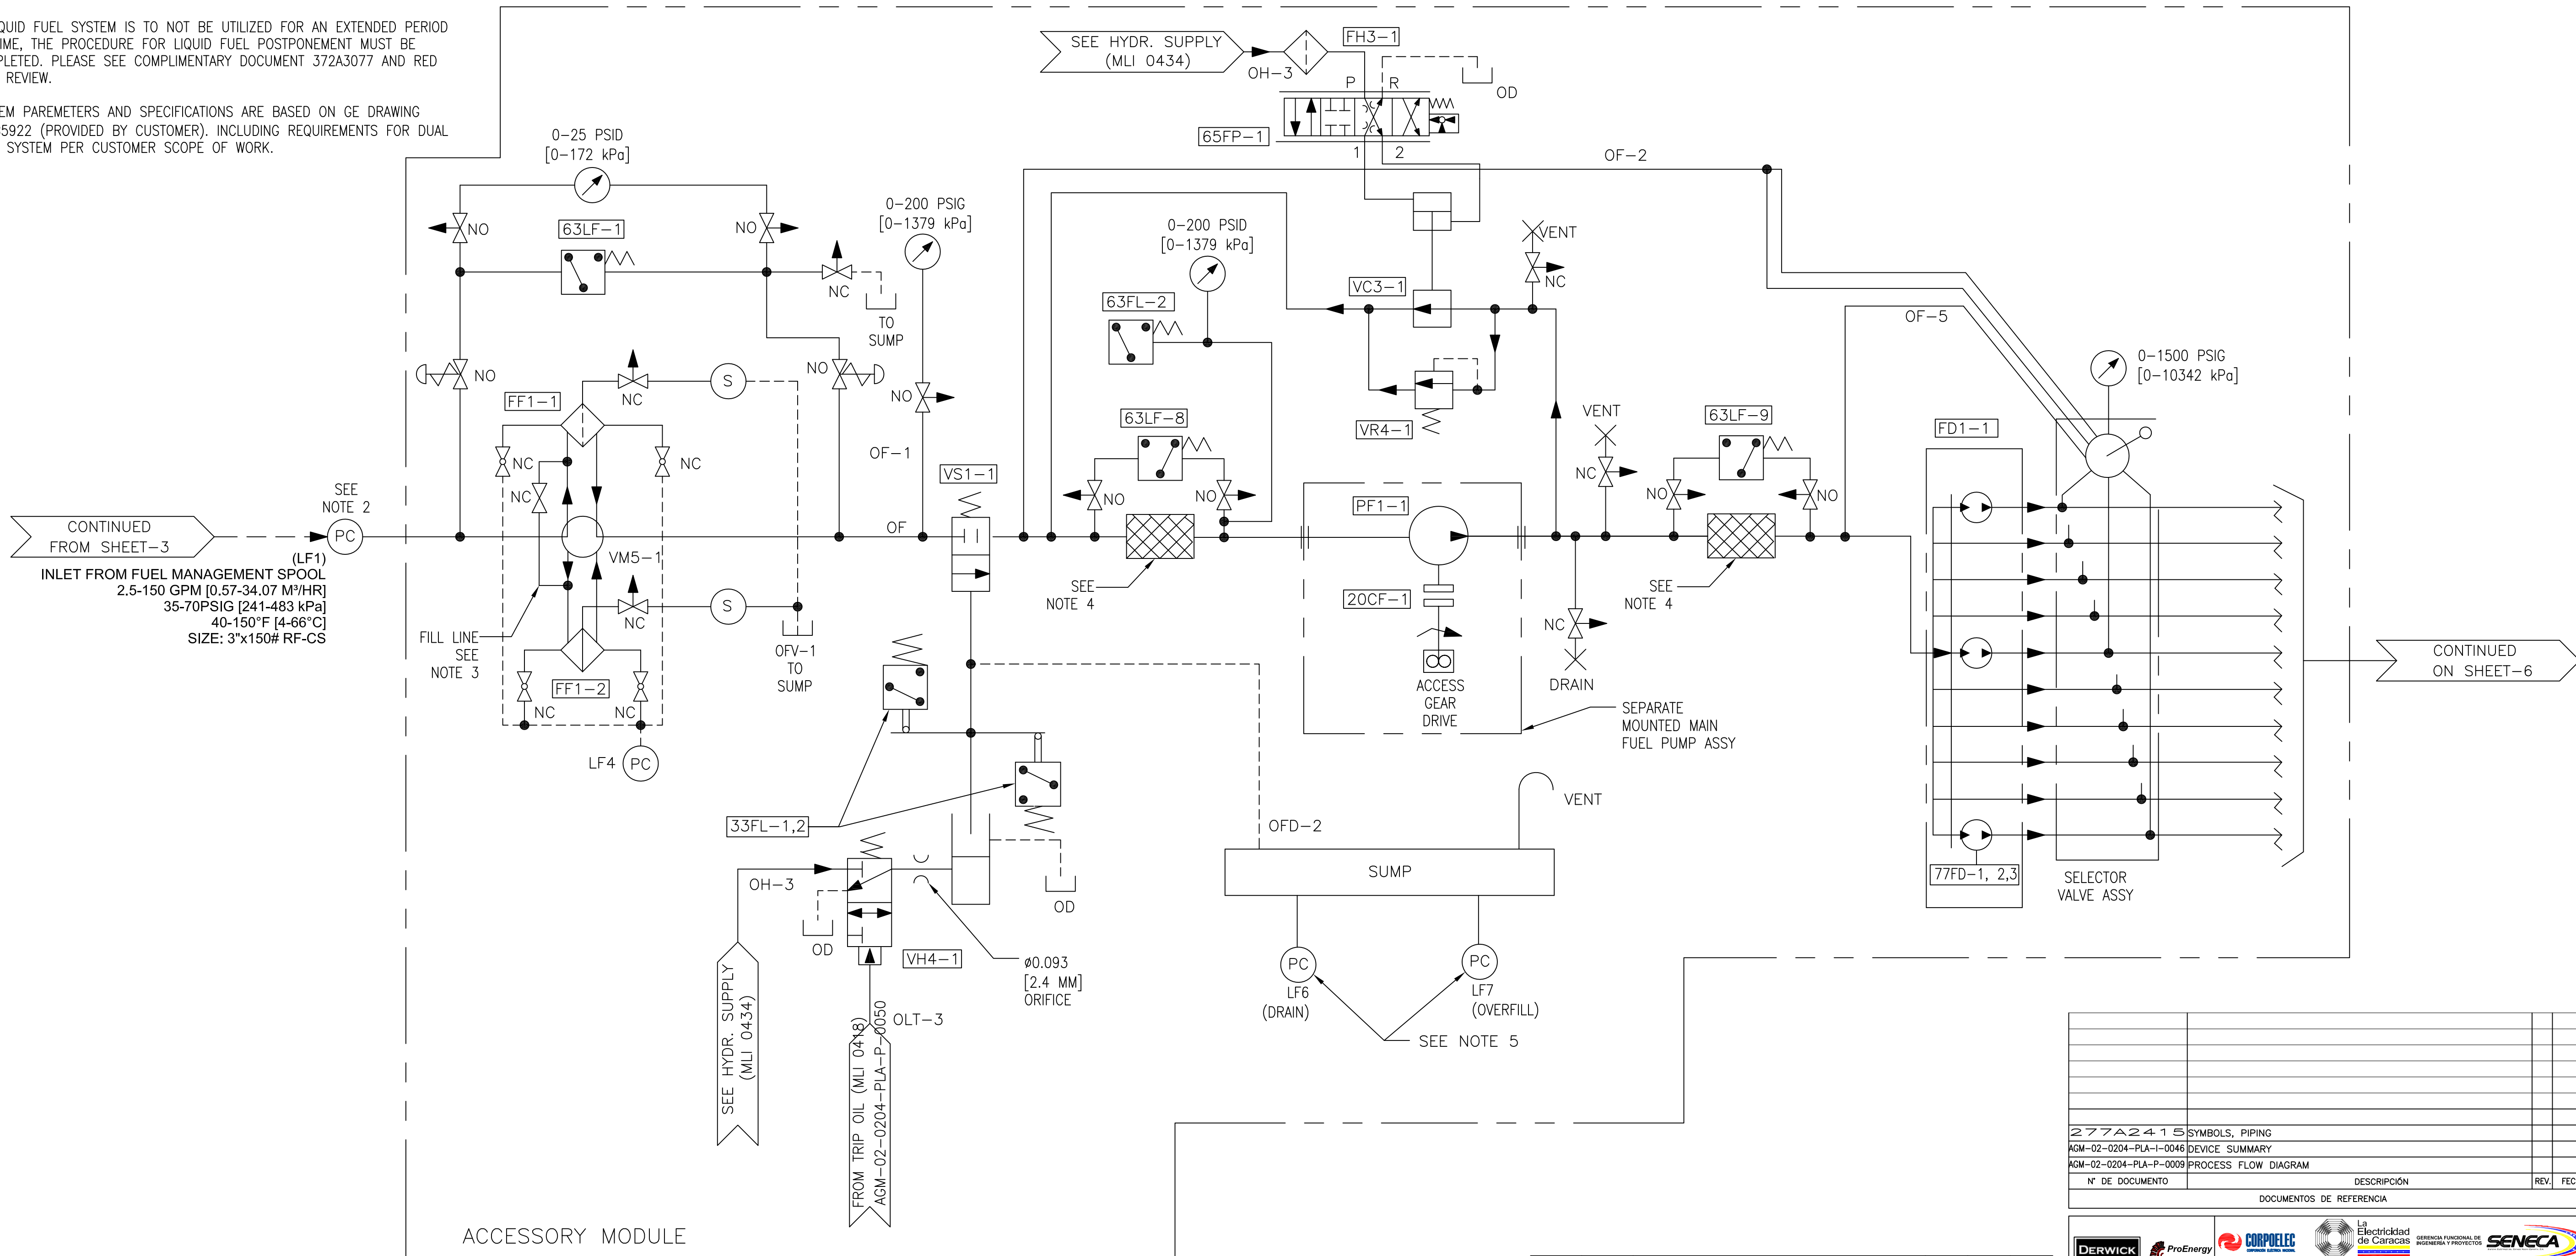 QUID FUEL SYSTEM IS TO NOT BE UTILIZED FOR AN EXTENDED PERIOD
IME, THE PROCEDURE FOR LIQUID FUEL POSTPONEMENT MUST BE
PLETED. PLEASE SEE COMPLIMENTARY DOCUMENT 372A3077 AND RED
REVIEW.
EM PAREMETERS AND SPECIFICATIONS ARE BASED ON GE DRAWING
5922 (PROVIDED BY CUSTOMER). INCLUDING REQUIREMENTS FOR DUAL
SYSTEM PER CUSTOMER SCOPE OF WORK.
SEE HYDR. SUPPLY
(MLI 0434)
OH-3
FH3-1
P R
OD
65FP-1
1 2
OF-2
0-25 PSID
[0-172 kPa]
NO
63LF-1
NO
NC
TO
SUMP
NO
NO
0-200 PSIG
[0-1379 kPa]
NO
OF-1
0-200 PSID
[0-1379 kPa]
63FL-2
VC3-1
VENT
NC
VR4-1
OF-5
0-1500 PSIG
[0-10342 kPa]
FF1-1
NC
S
NC
NC
NC
VM5-1
NC
S
FILL LINE
SEE
NOTE 3
FF1-2
NC
NC
LF4
PC
OFV-1
TO
SUMP
SEE
NOTE 2
PC
CONTINUED
FROM SHEET-3
(LF1)
INLET FROM FUEL MANAGEMENT SPOOL
2.5-150 GPM [0.57-34.07 M³/HR]
35-70PSIG [241-483 kPa]
40-150°F [4-66°C]
SIZE: 3"x150# RF-CS
OF
VS1-1
63LF-8
NO
NO
SEE
NOTE 4
PF1-1
20CF-1
ACCESS
GEAR
DRIVE
VENT
NC
NC
DRAIN
SEPARATE
MOUNTED MAIN
FUEL PUMP ASSY
63LF-9
NO
NO
SEE
NOTE 4
FD1-1
77FD-1, 2,3
SELECTOR
VALVE ASSY
CONTINUED
ON SHEET-6
33FL-1,2
OH-3
OD
VH4-1
OD
ø0.093
[2.4 MM]
ORIFICE
OLT-3
SEE HYDR. SUPPLY
(MLI 0434)
FROM TRIP OIL (MLI 0418)
AGM-02-0204-PLA-P-0050
OFD-2
VENT
SUMP
PC
LF6
(DRAIN)
PC
LF7
(OVERFILL)
SEE NOTE 5
ACCESSORY MODULE
277A2415 SYMBOLS, PIPING
AGM-02-0204-PLA-I-0046 DEVICE SUMMARY
AGM-02-0204-PLA-P-0009 PROCESS FLOW DIAGRAM
N° DE DOCUMENTO DESCRIPCIÓN REV. FEC
DOCUMENTOS DE REFERENCIA
DERWICK
ProEnergy
CORPOELEC
La
Electricidad
de Caracas
GERENCIA FUNCIONAL DE
INGENIERÍA Y PROYECTOS
SENECA